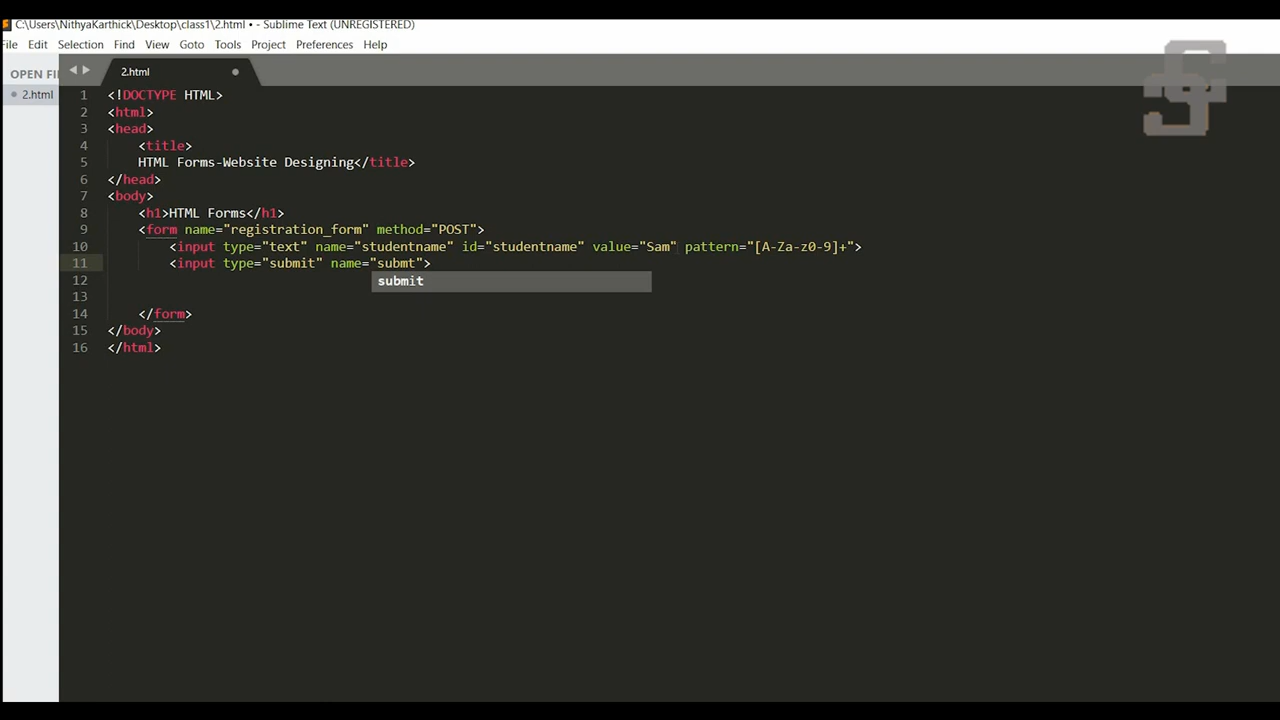 C:\Users\NithyaKarthick\Desktop\class1\2.html • - Sublime Text (UNREGISTERED)
File Edit Selection Find View Goto Tools Project Preferences Help
OPEN FI
2.html
2.html
1 <!DOCTYPE HTML>
2 <html>
3 <head>
4 <title>
5 HTML Forms-Website Designing</title>
6 </head>
7 <body>
8 <h1>HTML Forms</h1>
9 <form name="registration_form" method="POST">
10 <input type="text" name="studentname" id="studentname" value="Sam" pattern="[A-Za-z0-9]+">
11 <input type="submit" name="submt">
submit
12
13
14 </form>
15 </body>
16 </html>